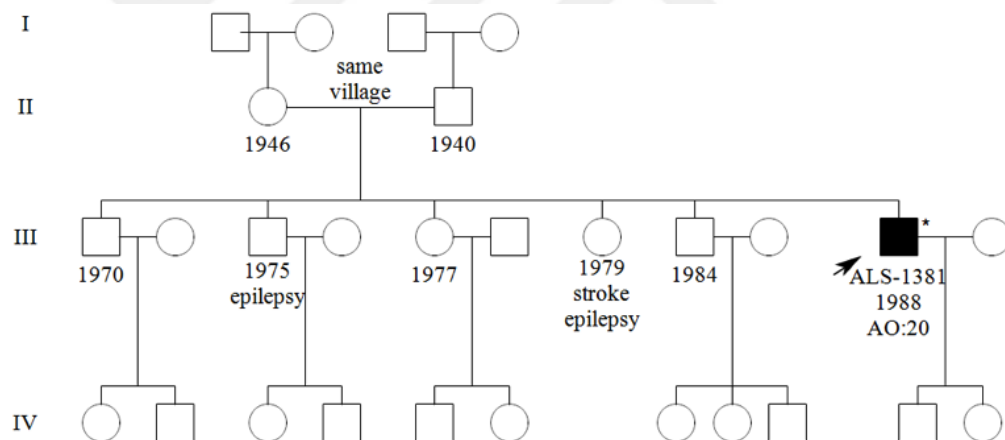 I
same
village
II
1946
1940
III
*
1970
1975
epilepsy
1977
1979
stroke
epilepsy
1984
ALS-1381
1988
AO:20
IV